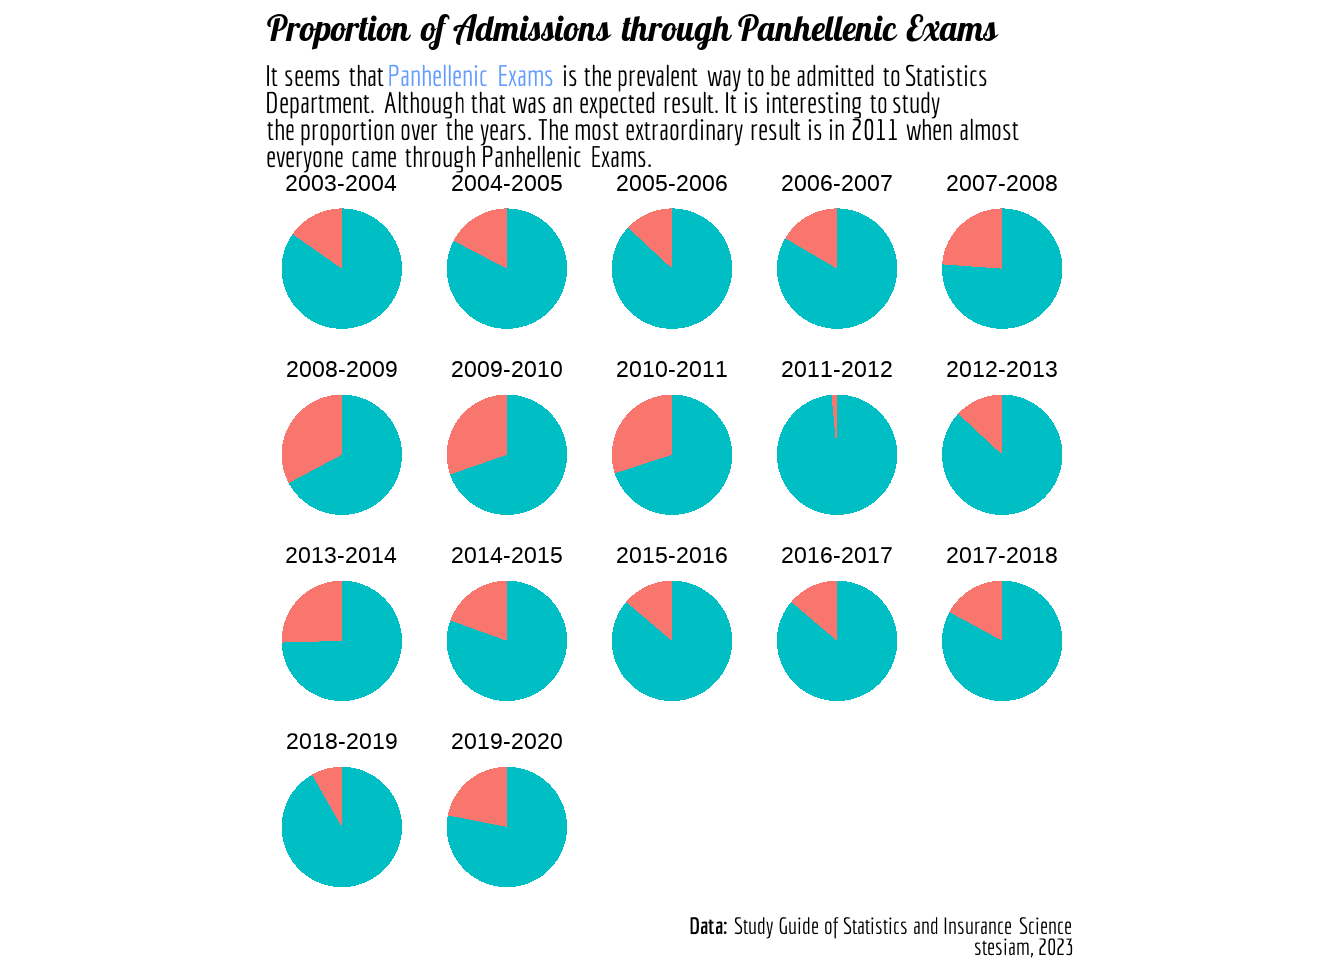 Proportion of Admissions through Panhellenic Exams
It seems that Panhellenic Exams is the prevalent way to be admitted to Statistics
Department. Although that was an expected result. It is interesting to study
the proportion over the years. The most extraordinary result is in 2011 when almost
everyone came through Panhellenic Exams.
2003-2004 2004-2005 2005-2006 2006-2007 2007-2008
2008-2009 2009-2010 2010-2011 2011-2012 2012-2013
2013-2014 2014-2015 2015-2016 2016-2017 2017-2018
2018-2019 2019-2020
Data: Study Guide of Statistics and Insurance Science
stesiam, 2023